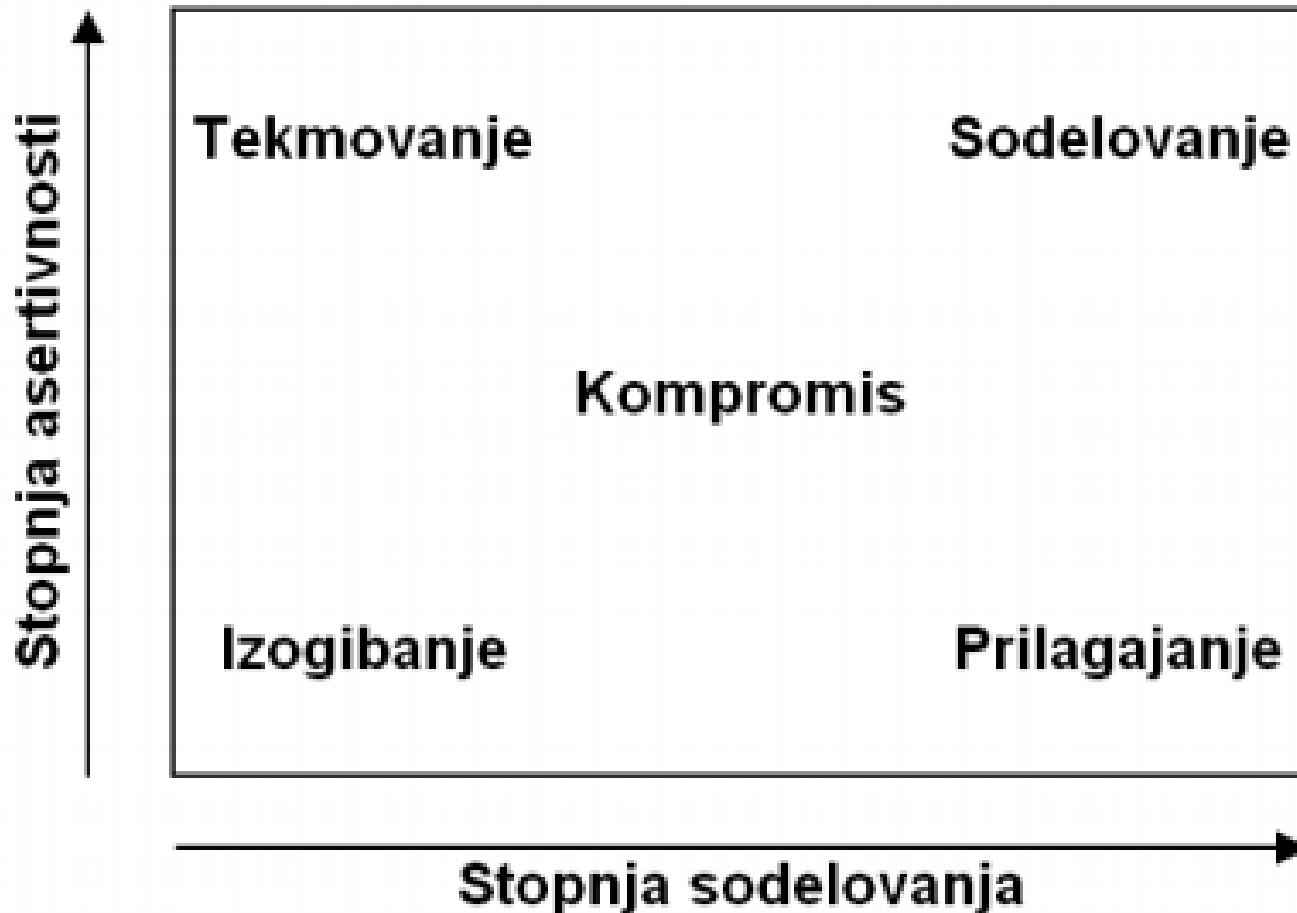 Stopnja asertivnosti
Tekmovanje
Sodelovanje
Kompromis
Izogibanje
Prilagajanje
Stopnja sodelovanja